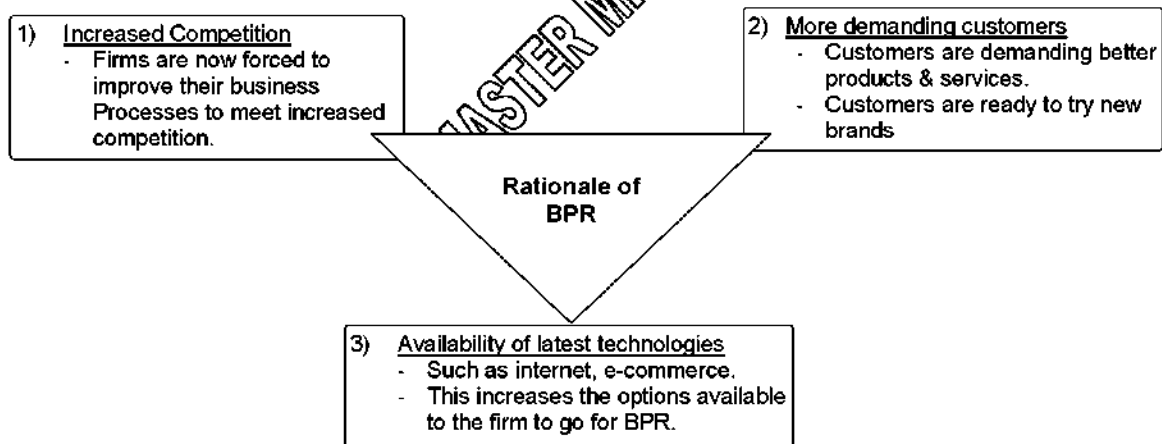 1) Increased Competition
- Firms are now forced to
improve their business
Processes to meet increased
competition.
MASTER
2) More demanding customers
- Customers are demanding better
products & services.
- Customers are ready to try new
brands
Rationale of
BPR
3) Availability of latest technologies
- Such as internet, e-commerce.
- This increases the options available
to the firm to go for BPR.